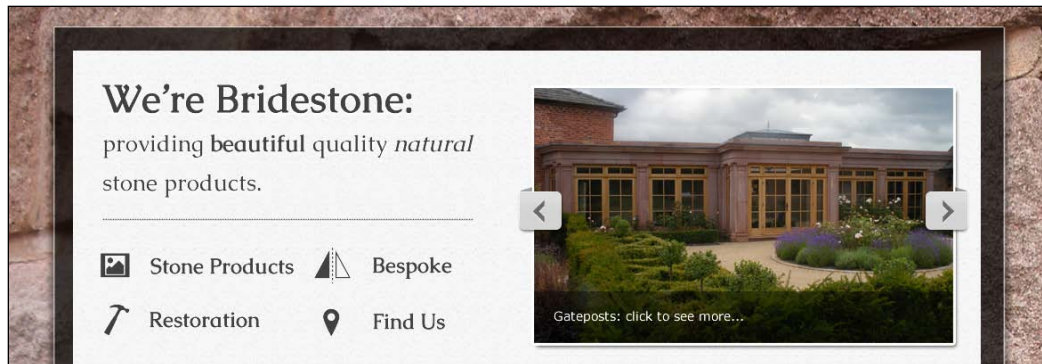 We're Bridestone:
providing beautiful quality natural
stone products.
Stone Products
Bespoke
Restoration
Find Us
Gateposts: click to see more...